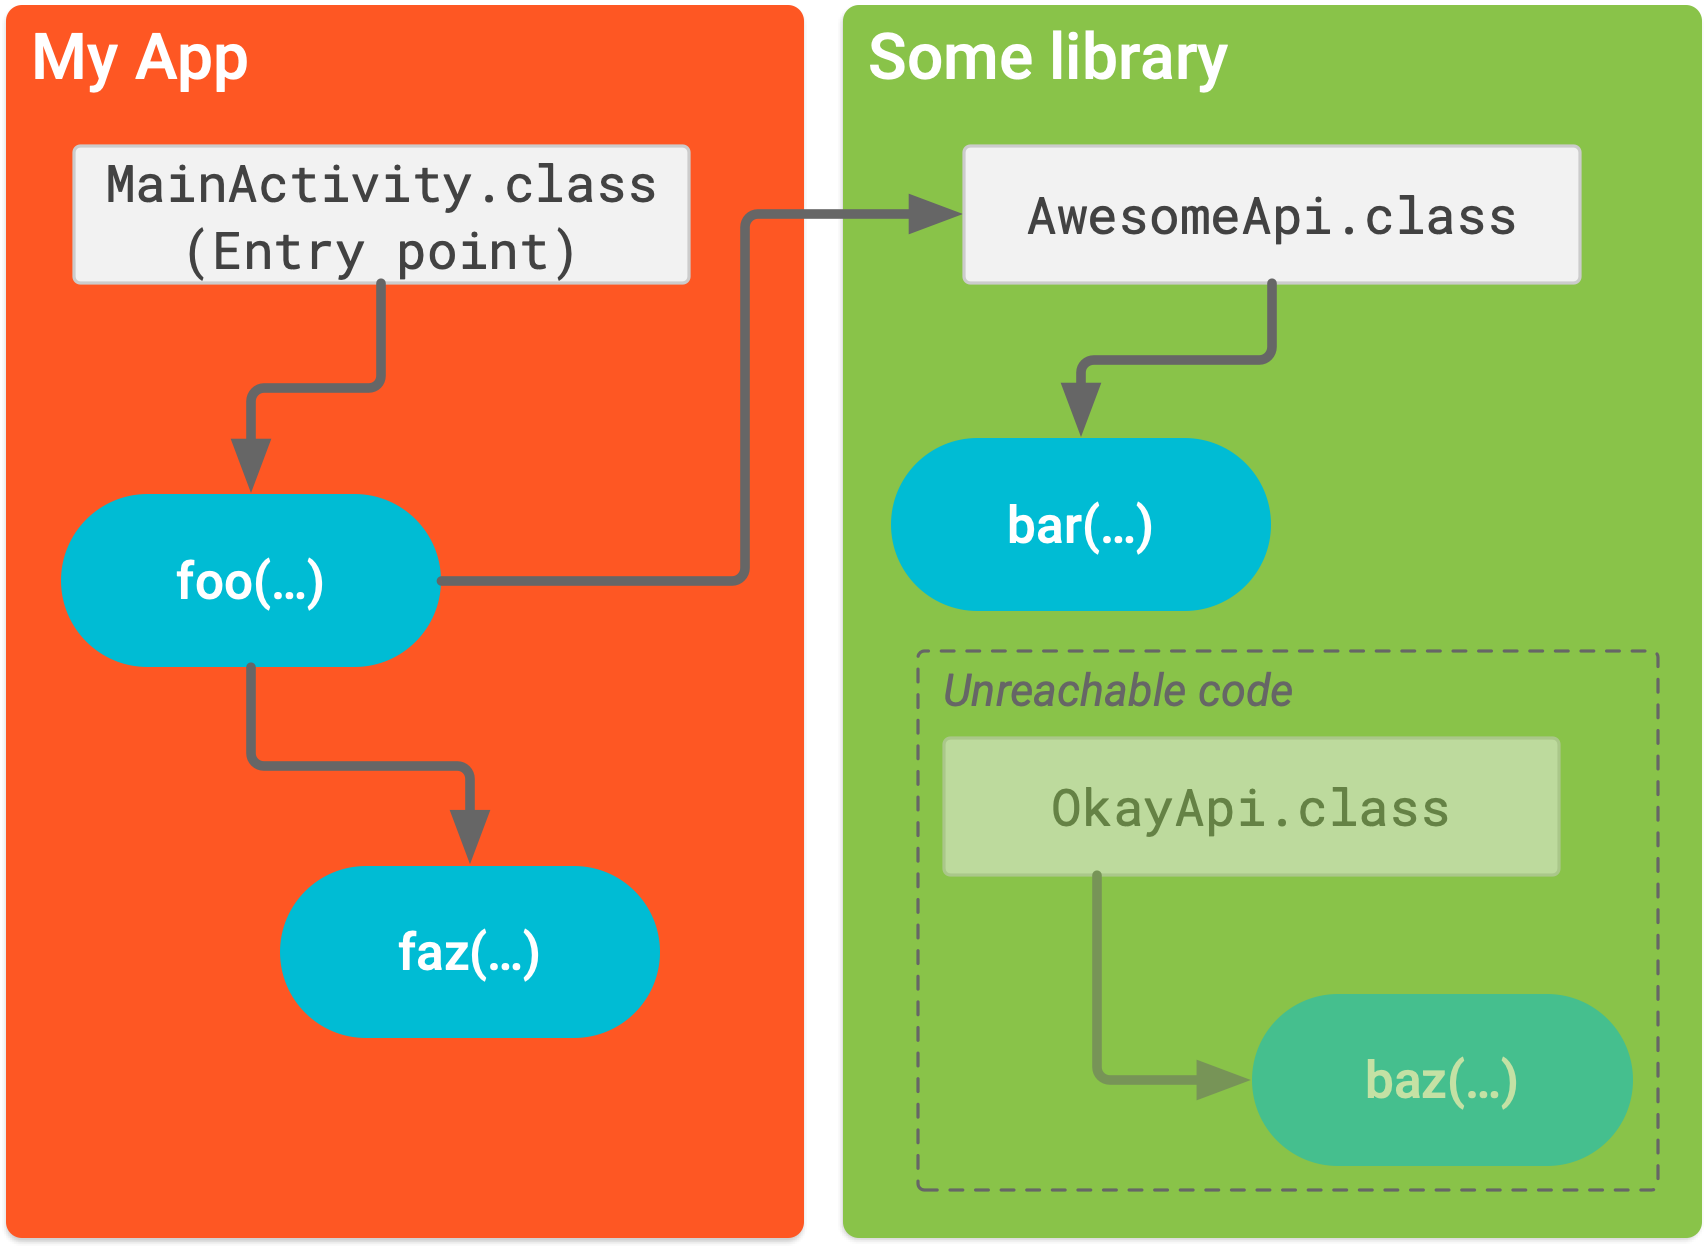 My App
MainActivity.class
(Entry point)
foo(…)
faz(…)
Some library
AwesomeApi.class
bar(…)
Unreachable code
OkayApi.class
baz(…)